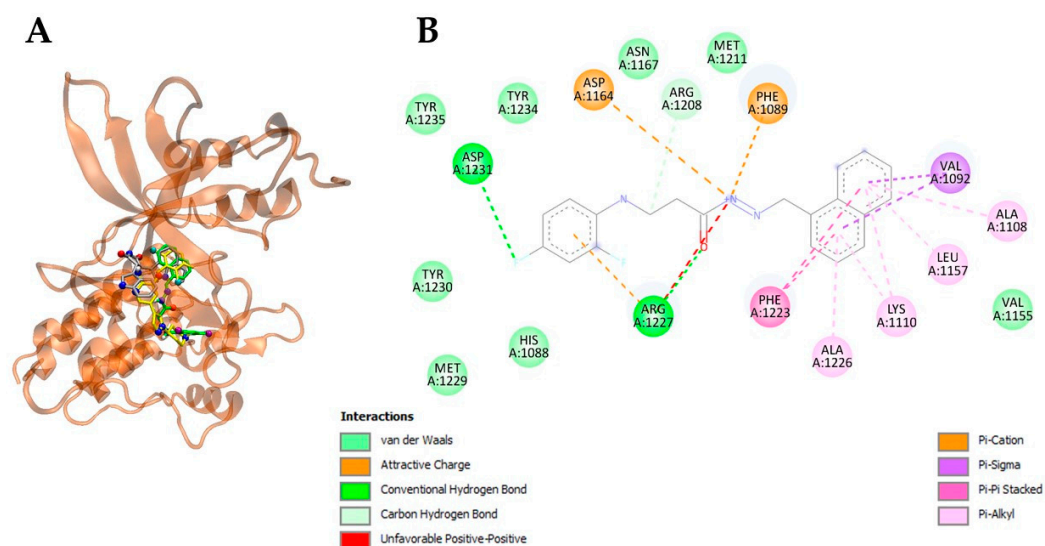 A
B
ASN
A:1167
MET
A:1211
ASP
A:1164
ARG
A:1208
PHE
A:1089
TYR
A:1235
TYR
A:1234
ASP
A:1231
VAL
A:1092
ALA
A:1108
LEU
A:1157
TYR
A:1230
ARG
A:1227
PHE
A:1223
LYS
A:1110
VAL
A:1155
HIS
A:1088
ALA
A:1226
MET
A:1229
N
N
N
O
Interactions
van der Waals
Attractive Charge
Conventional Hydrogen Bond
Carbon Hydrogen Bond
Unfavorable Positive-Positive
Pi-Cation
Pi-Sigma
Pi-Pi Stacked
Pi-Alkyl